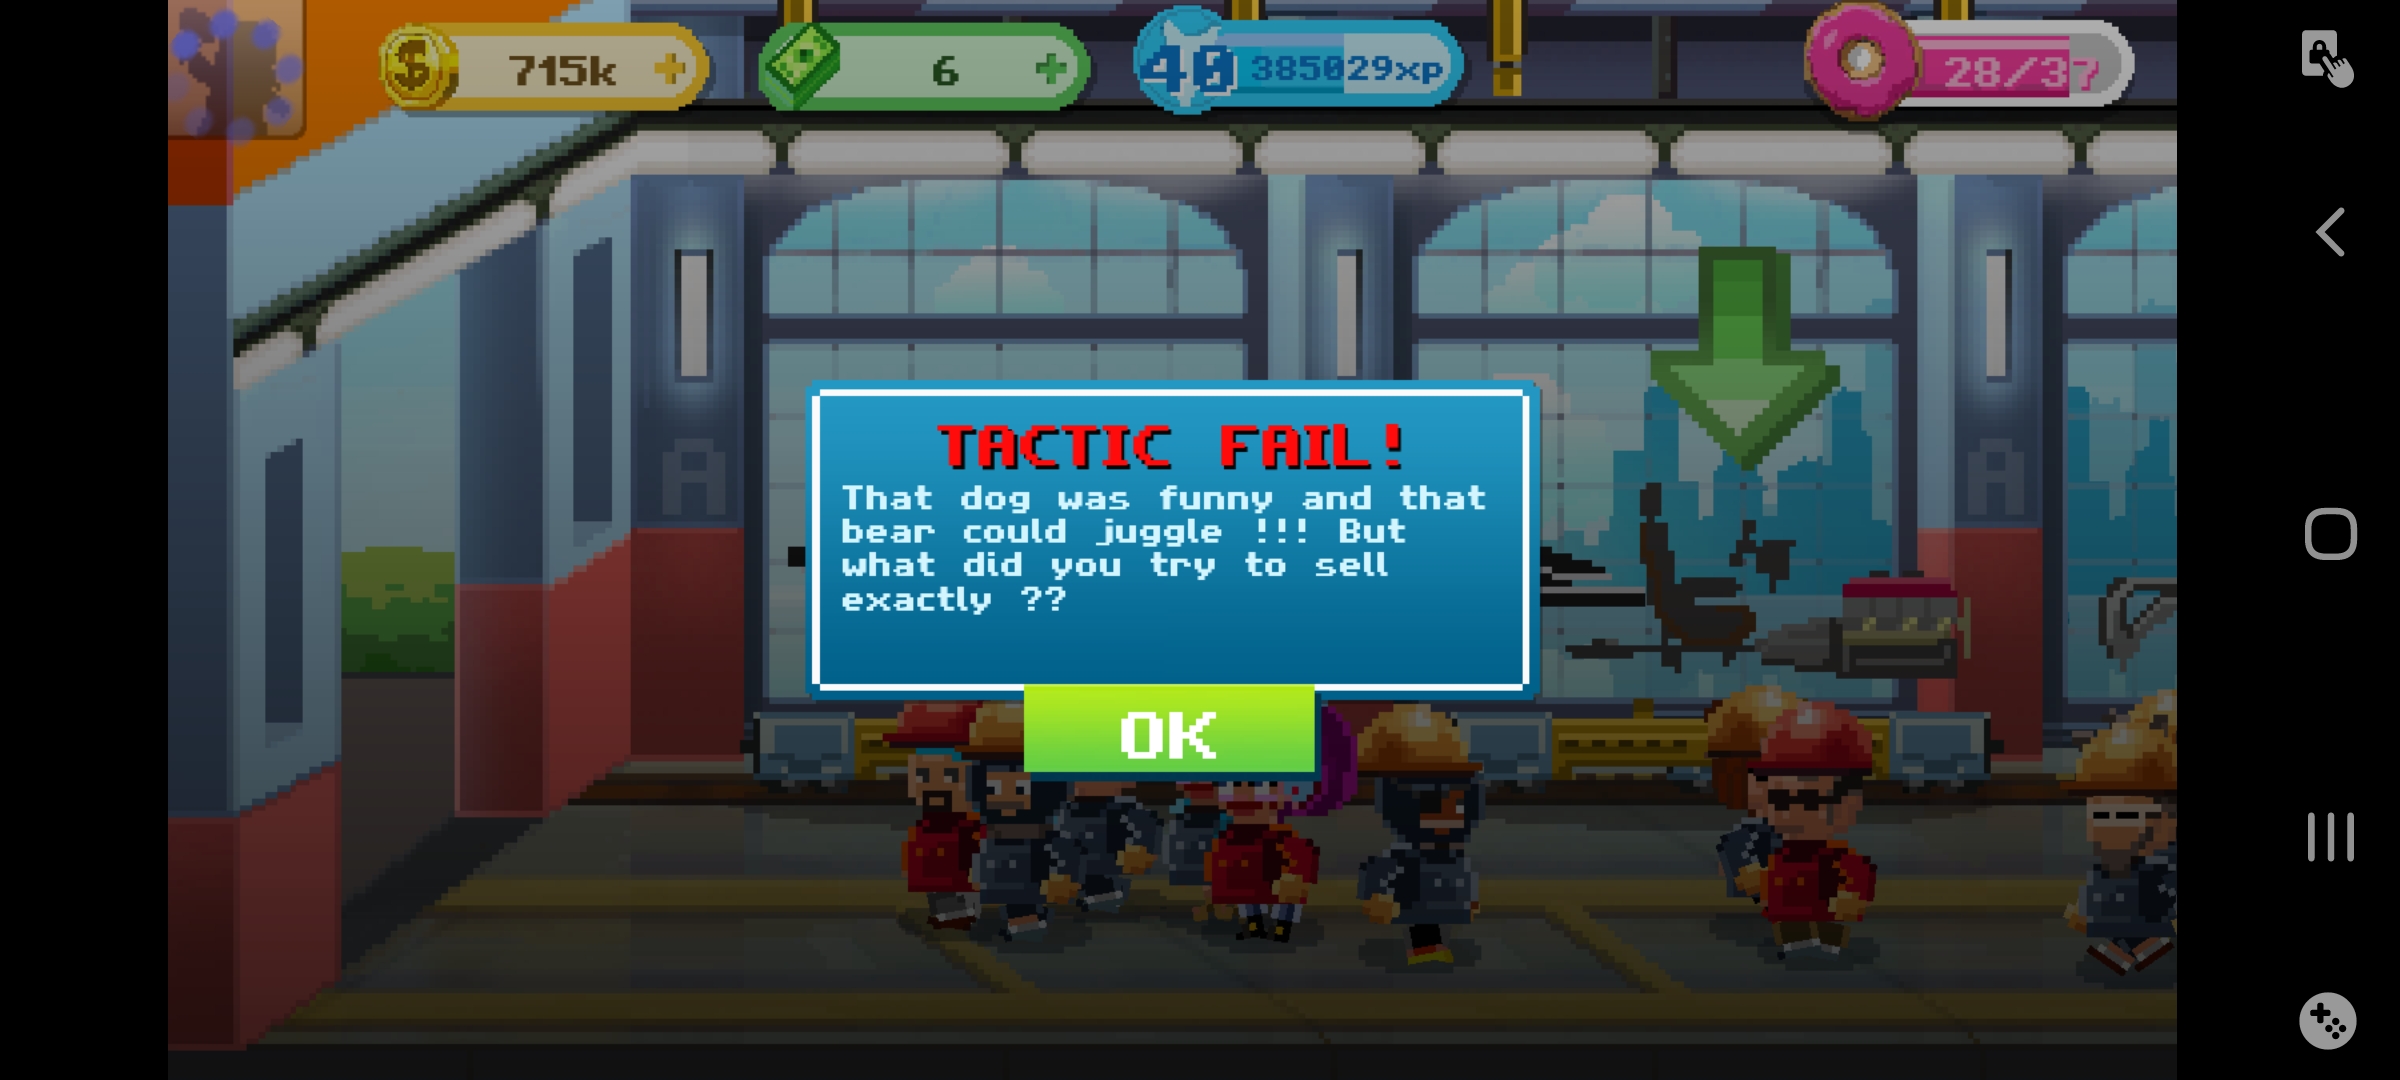 715k
6
40 385029xp
28/37
A
A
TACTIC FAIL!
That dog was funny and that
bear could juggle !!! But
what did you try to sell
exactly ??
OK